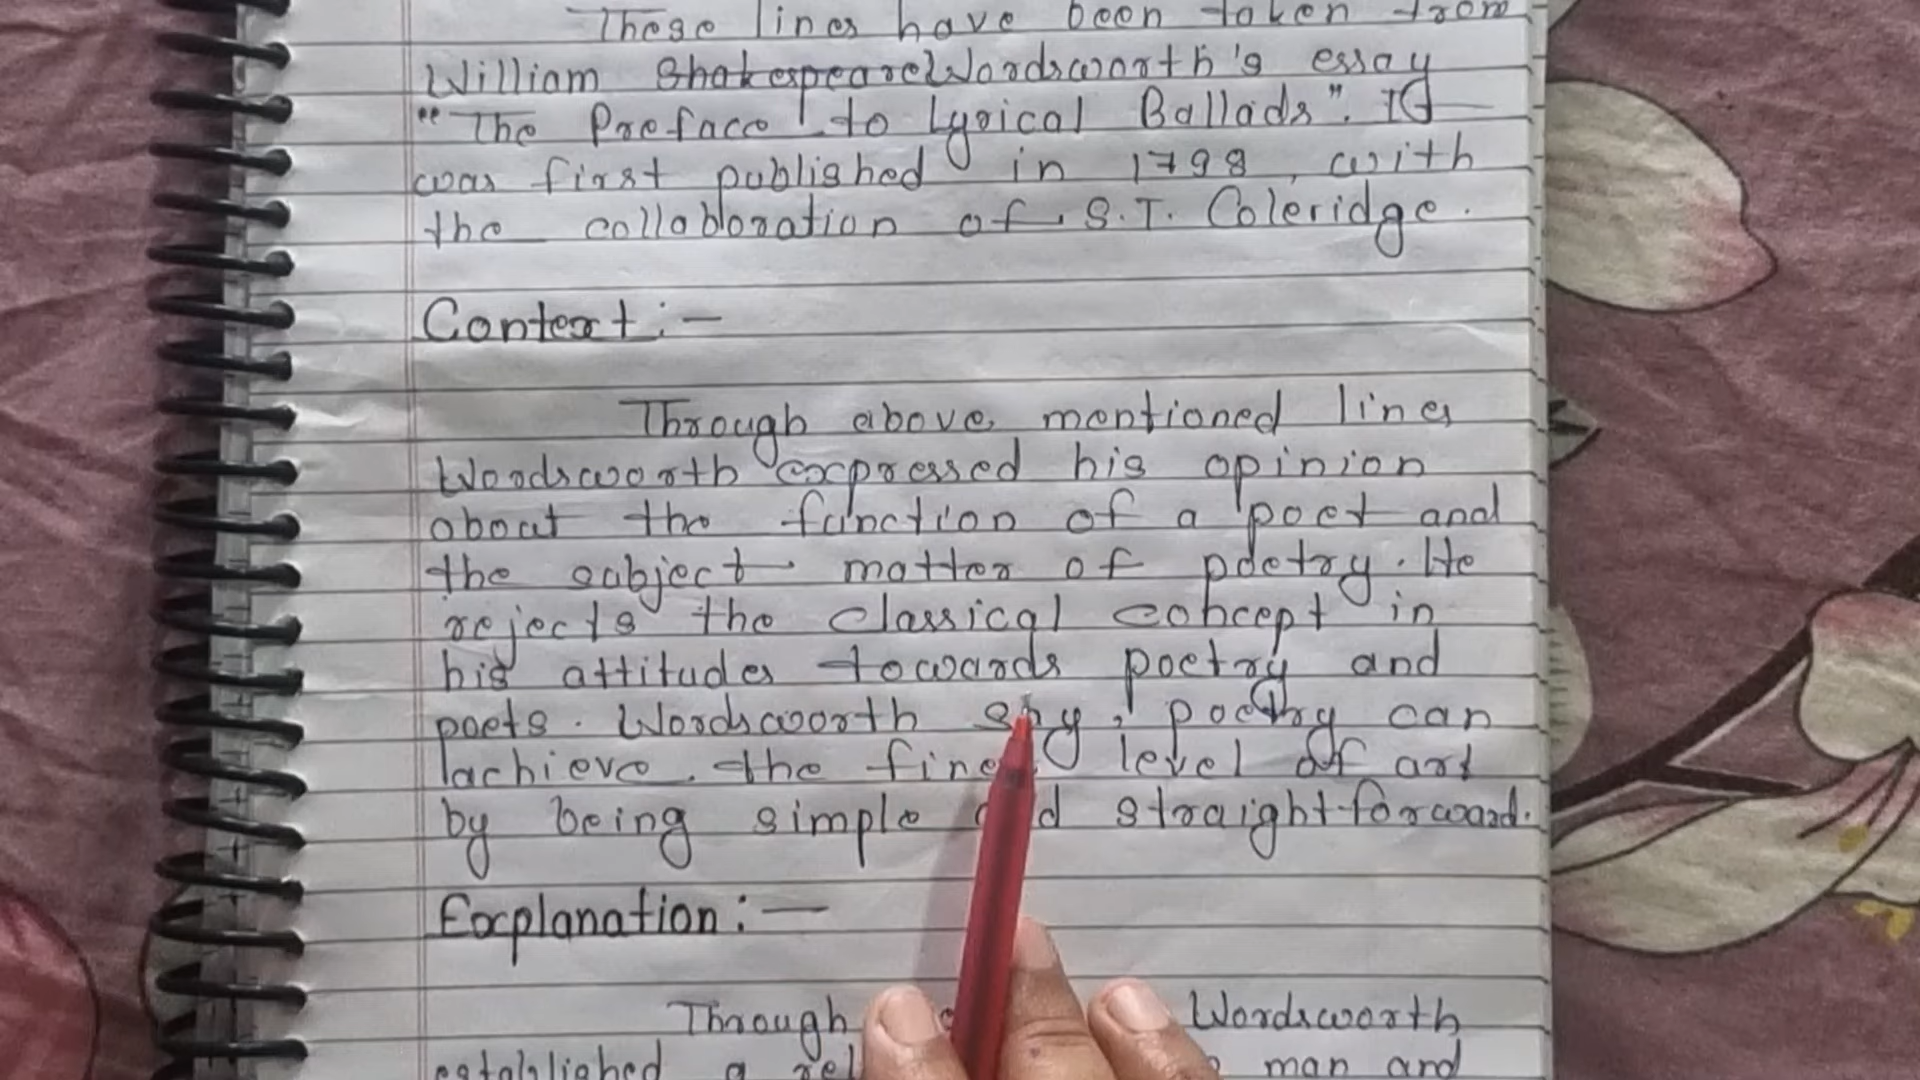 These lines have been taken from
William Shakespeare Wordsworth's essay
"The Preface to Lyrical Ballads". It
was first published in 1798, with
the collaboration of S.T. Coleridge.
Context:-
Through above mentioned lines
Wordsworth expressed his opinion
about the function of a poet and
the subject matter of poetry. He
rejects the classical concept in
his attitudes towards poetry and
poets. Wordsworth say, poetry can
achieve the fine level of art
by being simple and straightforward.
Explanation:-
Through Wordsworth
established a man and